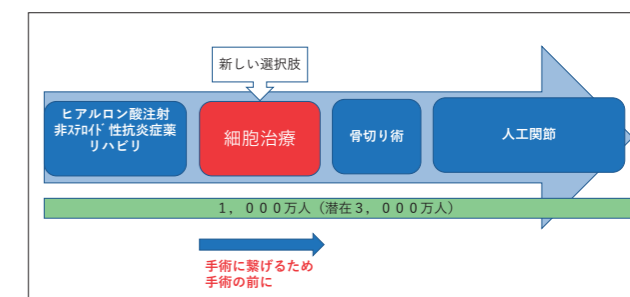 新しい選択肢
ヒアルロン酸注射
非ｽﾃﾛｲﾄﾞ性抗炎症薬
リハビリ
細胞治療
骨切り術
人工関節
１，０００万人（潜在３，０００万人）
手術に繋げるため
手術の前に